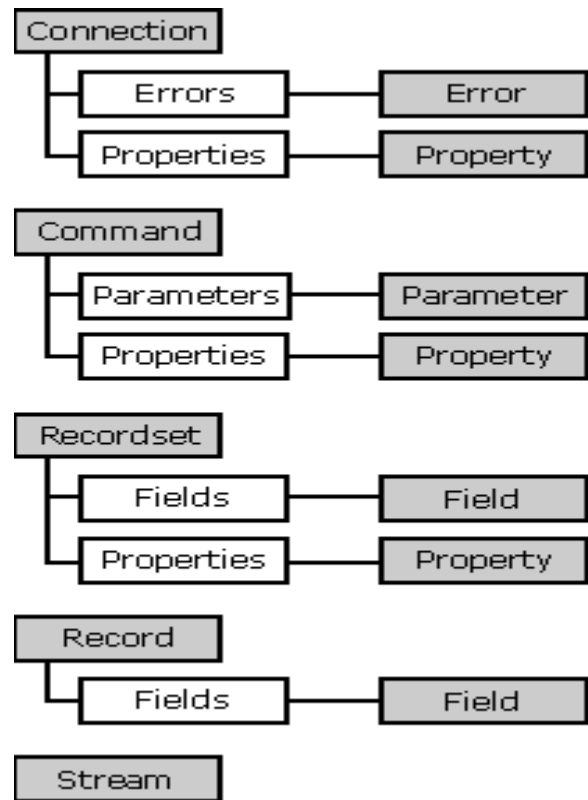 Connection
Errors Error
Properties Property
Command
Parameters Parameter
Properties Property
Recordset
Fields Field
Properties Property
Record
Fields Field
Stream